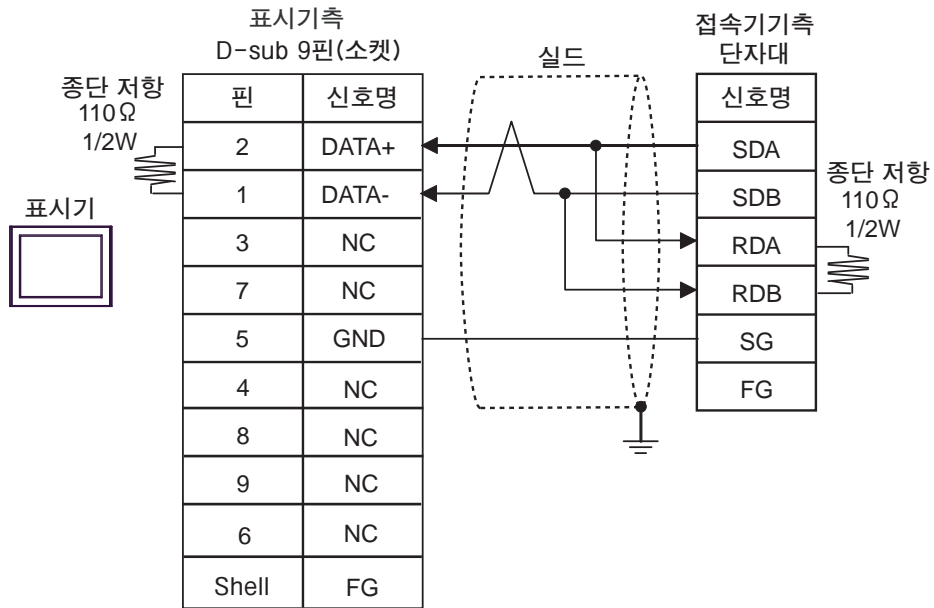 표시기측
D-sub 9핀(소켓)
종단 저항
110Ω
1/2W
표시기
핀 신호명
2 DATA+
1 DATA-
3 NC
7 NC
5 GND
4 NC
8 NC
9 NC
6 NC
Shell FG
실드
접속기기측
단자대
신호명
SDA
SDB
RDA
RDB
SG
FG
종단 저항
110Ω
1/2W